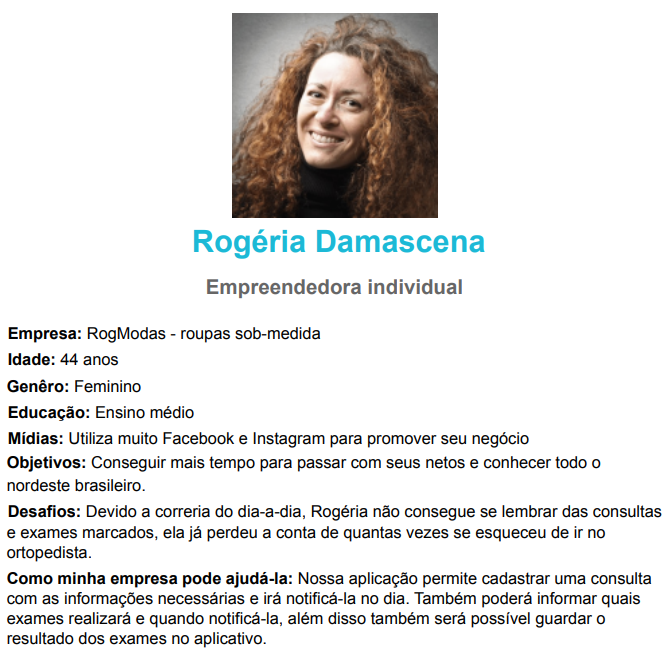 Rogéria Damascena
Empreendedora individual
Empresa: RogModas - roupas sob-medida
Idade: 44 anos
Genêro: Feminino
Educação: Ensino médio
Mídias: Utiliza muito Facebook e Instagram para promover seu negócio
Objetivos: Conseguir mais tempo para passar com seus netos e conhecer todo o
nordeste brasileiro.
Desafios: Devido a correria do dia-a-dia, Rogéria não consegue se lembrar das consultas
e exames marcados, ela já perdeu a conta de quantas vezes se esqueceu de ir no
ortopedista.
Como minha empresa pode ajudá-la: Nossa aplicação permite cadastrar uma consulta
com as informações necessárias e irá notificá-la no dia. Também poderá informar quais
exames realizará e quando notificá-la, além disso também será possível guardar o
resultado dos exames no aplicativo.